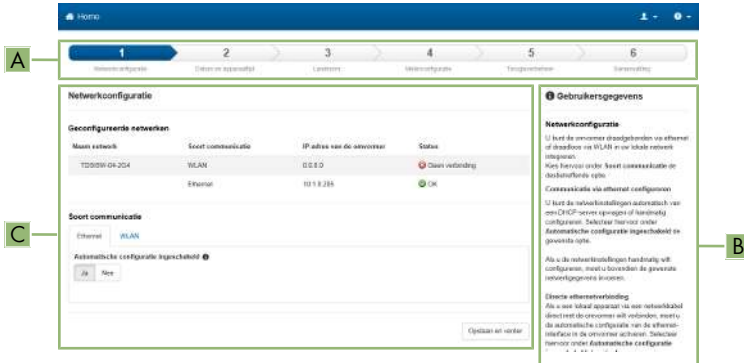 Home
A
1 2 3 4 5 6
Netwerkconfiguratie
Datum en apparaattijd
Landnorm
Samenvatting
Netwerkconfiguratie
Geconfigureerde netwerken
Naam netwerk Soort communicatie IP-adres van de omvormer Status
WLAN 0.0.0.0 Geen verbinding
Ethernet 10.1.8.285 OK
Soort communicatie
Ethernet WLAN
Automatische configuratie ingeschakeld
Ja Nee
Opslaan en verder
C
Gebruikersgegevens
Netwerkconfiguratie
U kunt de omvormer draadgebonden via ethernet
of draadloos via WLAN in uw lokale netwerk
integreren.
Kies hiervoor onder Soort communicatie de
desbetreffende optie.
Communicatie via ethernet configureren
U kunt de netwerkinstellingen automatisch van
een DHCP-server opvragen of handmatig
configureren. Selecteer hiervoor onder
Automatische configuratie ingeschakeld de
gewenste optie.
Als u de netwerkinstellingen handmatig wilt
configureren, moet u bovendien de gewenste
netwerkgegevens invoeren.
Directe ethernetverbinding
Als u een lokaal apparaat via een netwerkkabel
direct met de omvormer wilt verbinden, moet u
de automatische configuratie van de ethernet-
interface in de omvormer activeren. Selecteer
hiervoor onder Automatische configuratie
B